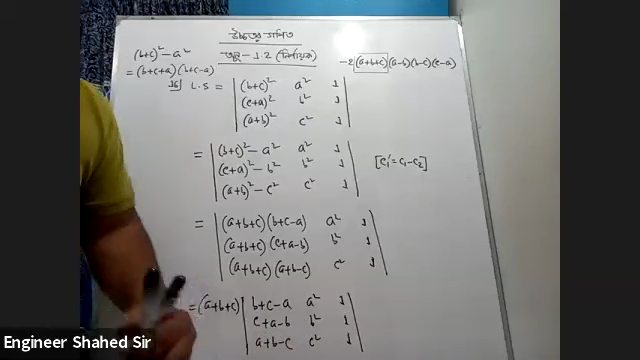 উচ্চতর গণিত
অনু – 1.2 (নির্ণায়ক)
(b+c)² – a²
= (b+c+a)(b+c-a)
–2(a+b+c)(a-b)(b-c)(c-a)
16| L.S = | (b+c)² a² 1 |
| (c+a)² b² 1 |
| (a+b)² c² 1 |
= | (b+c)² – a² a² 1 |
| (c+a)² – b² b² 1 | [c₁' = c₁ – c₂]
| (a+b)² – c² c² 1 |
= | (a+b+c)(b+c-a) a² 1 |
| (a+b+c)(c+a-b) b² 1 |
| (a+b+c)(a+b-c) c² 1 |
= (a+b+c) | b+c-a a² 1 |
| c+a-b b² 1 |
| a+b-c c² 1 |
Engineer Shahed Sir